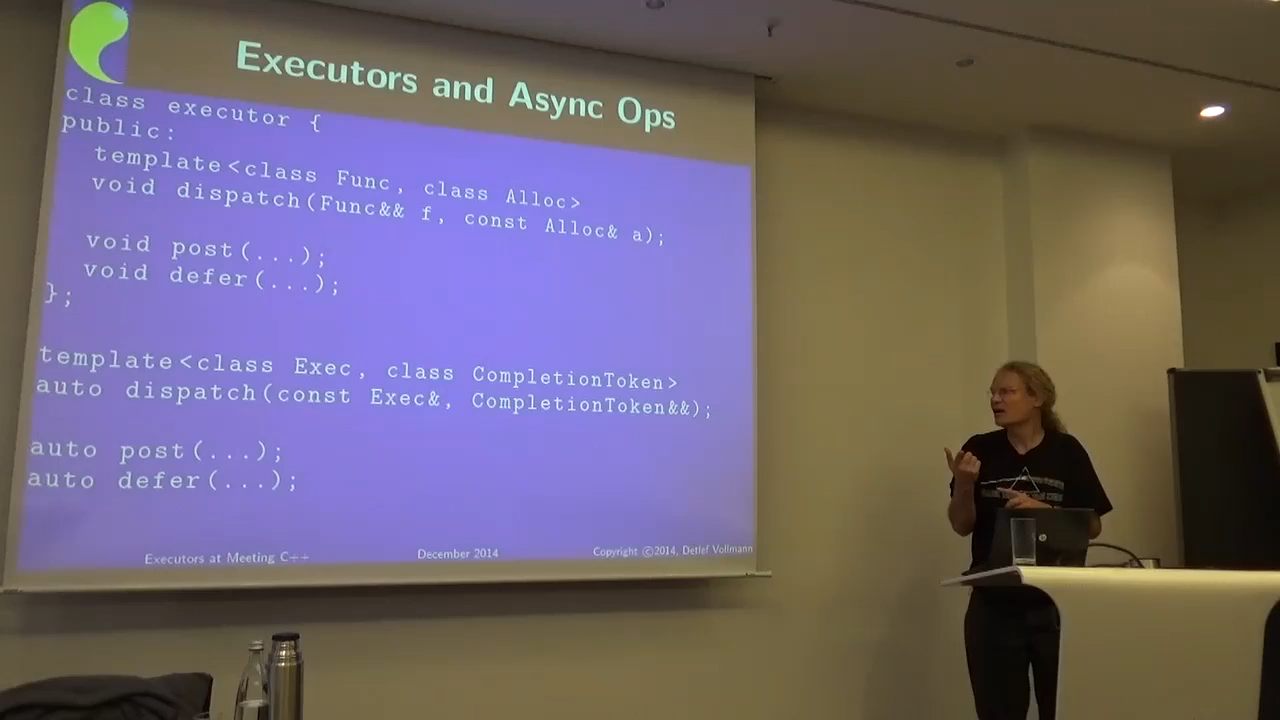 Executors and Async Ops
class executor {
public:
template<class Func, class Alloc>
void dispatch(Func&& f, const Alloc& a);
void post(...);
void defer(...);
};
template<class Exec, class CompletionToken>
auto dispatch(const Exec&, CompletionToken&&);
auto post(...);
auto defer(...);
Executors at Meeting C++
December 2014
Copyright ©2014, Detlef Vollmann